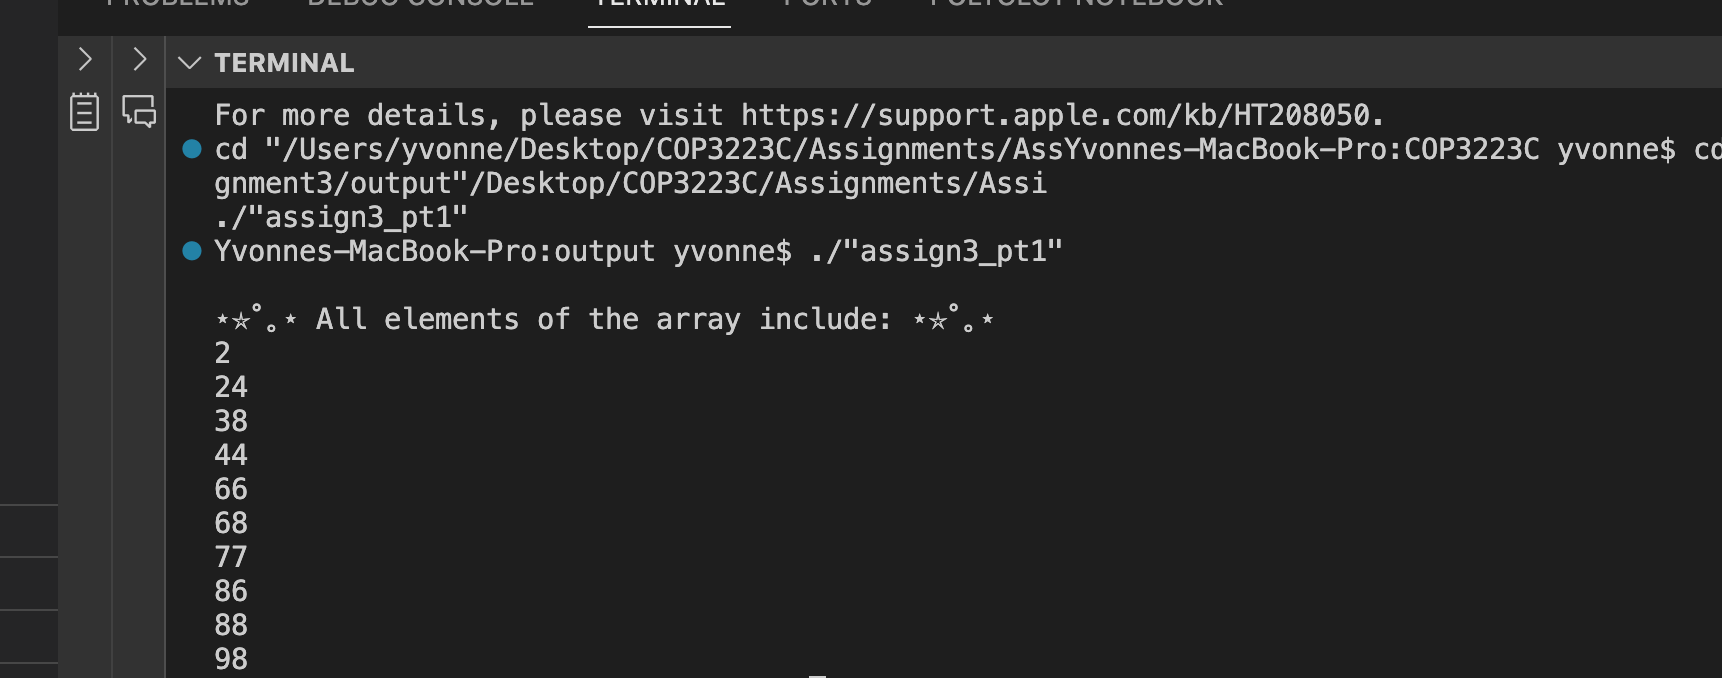 PROBLEMS DEBUG CONSOLE TERMINAL PORTS POLYGLOT NOTEBOOK
TERMINAL
For more details, please visit https://support.apple.com/kb/HT208050.
cd "/Users/yvonne/Desktop/COP3223C/Assignments/AssYvonnes-MacBook-Pro:COP3223C yvonne$ cd
gnment3/output"/Desktop/COP3223C/Assignments/Assi
./"assign3_pt1"
Yvonnes-MacBook-Pro:output yvonne$ ./"assign3_pt1"
⋆⛥˚｡⋆ All elements of the array include: ⋆⛥˚｡⋆
2
24
38
44
66
68
77
86
88
98